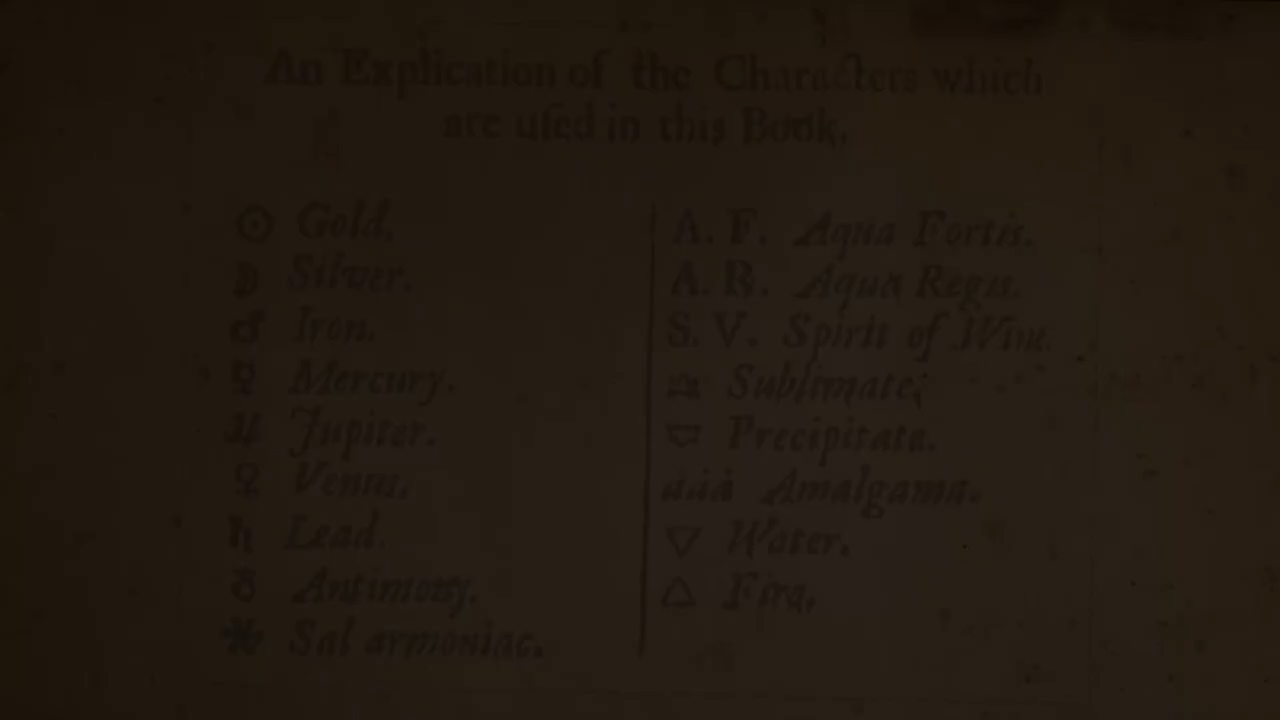 An Explication of the Characters which
are uſed in this Book.
☉ Gold.
☽ Silver.
♂ Iron.
☿ Mercury.
♃ Jupiter.
♀ Venus.
♄ Lead.
♁ Antimony.
✱ Sal armoniac.
A. F. Aqua Fortis.
A. R. Aqua Regis.
S. V. Spirit of Wine.
Sublimate.
Precipitate.
aaa Amalgama.
▽ Water.
△ Fire.